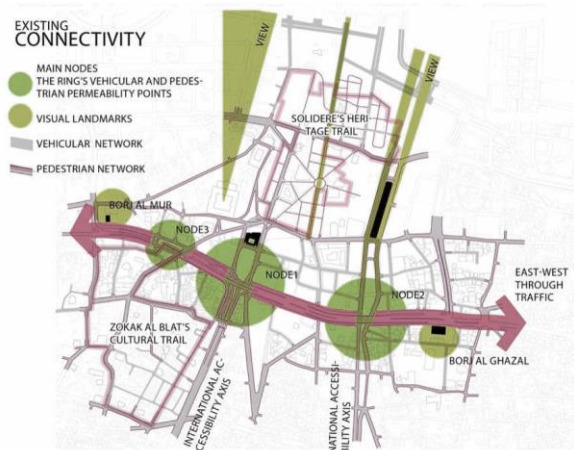 EXISTING
CONNECTIVITY
MAIN NODES
THE RING'S VEHICULAR AND PEDES-
TRIAN PERMEABILITY POINTS
VISUAL LANDMARKS
VEHICULAR NETWORK
PEDESTRIAN NETWORK
VIEW
VIEW
SOLIDERE'S HERI-
TAGE TRAIL
BORJ AL MUR
NODE3
NODE1
NODE2
EAST-WEST
THROUGH
TRAFFIC
ZOKAK AL BLAT'S
CULTURAL TRAIL
BORJ AL GHAZAL
INTERNATIONAL AC-
CESSIBILITY AXIS
NATIONAL ACCESSI-
BILITY AXIS